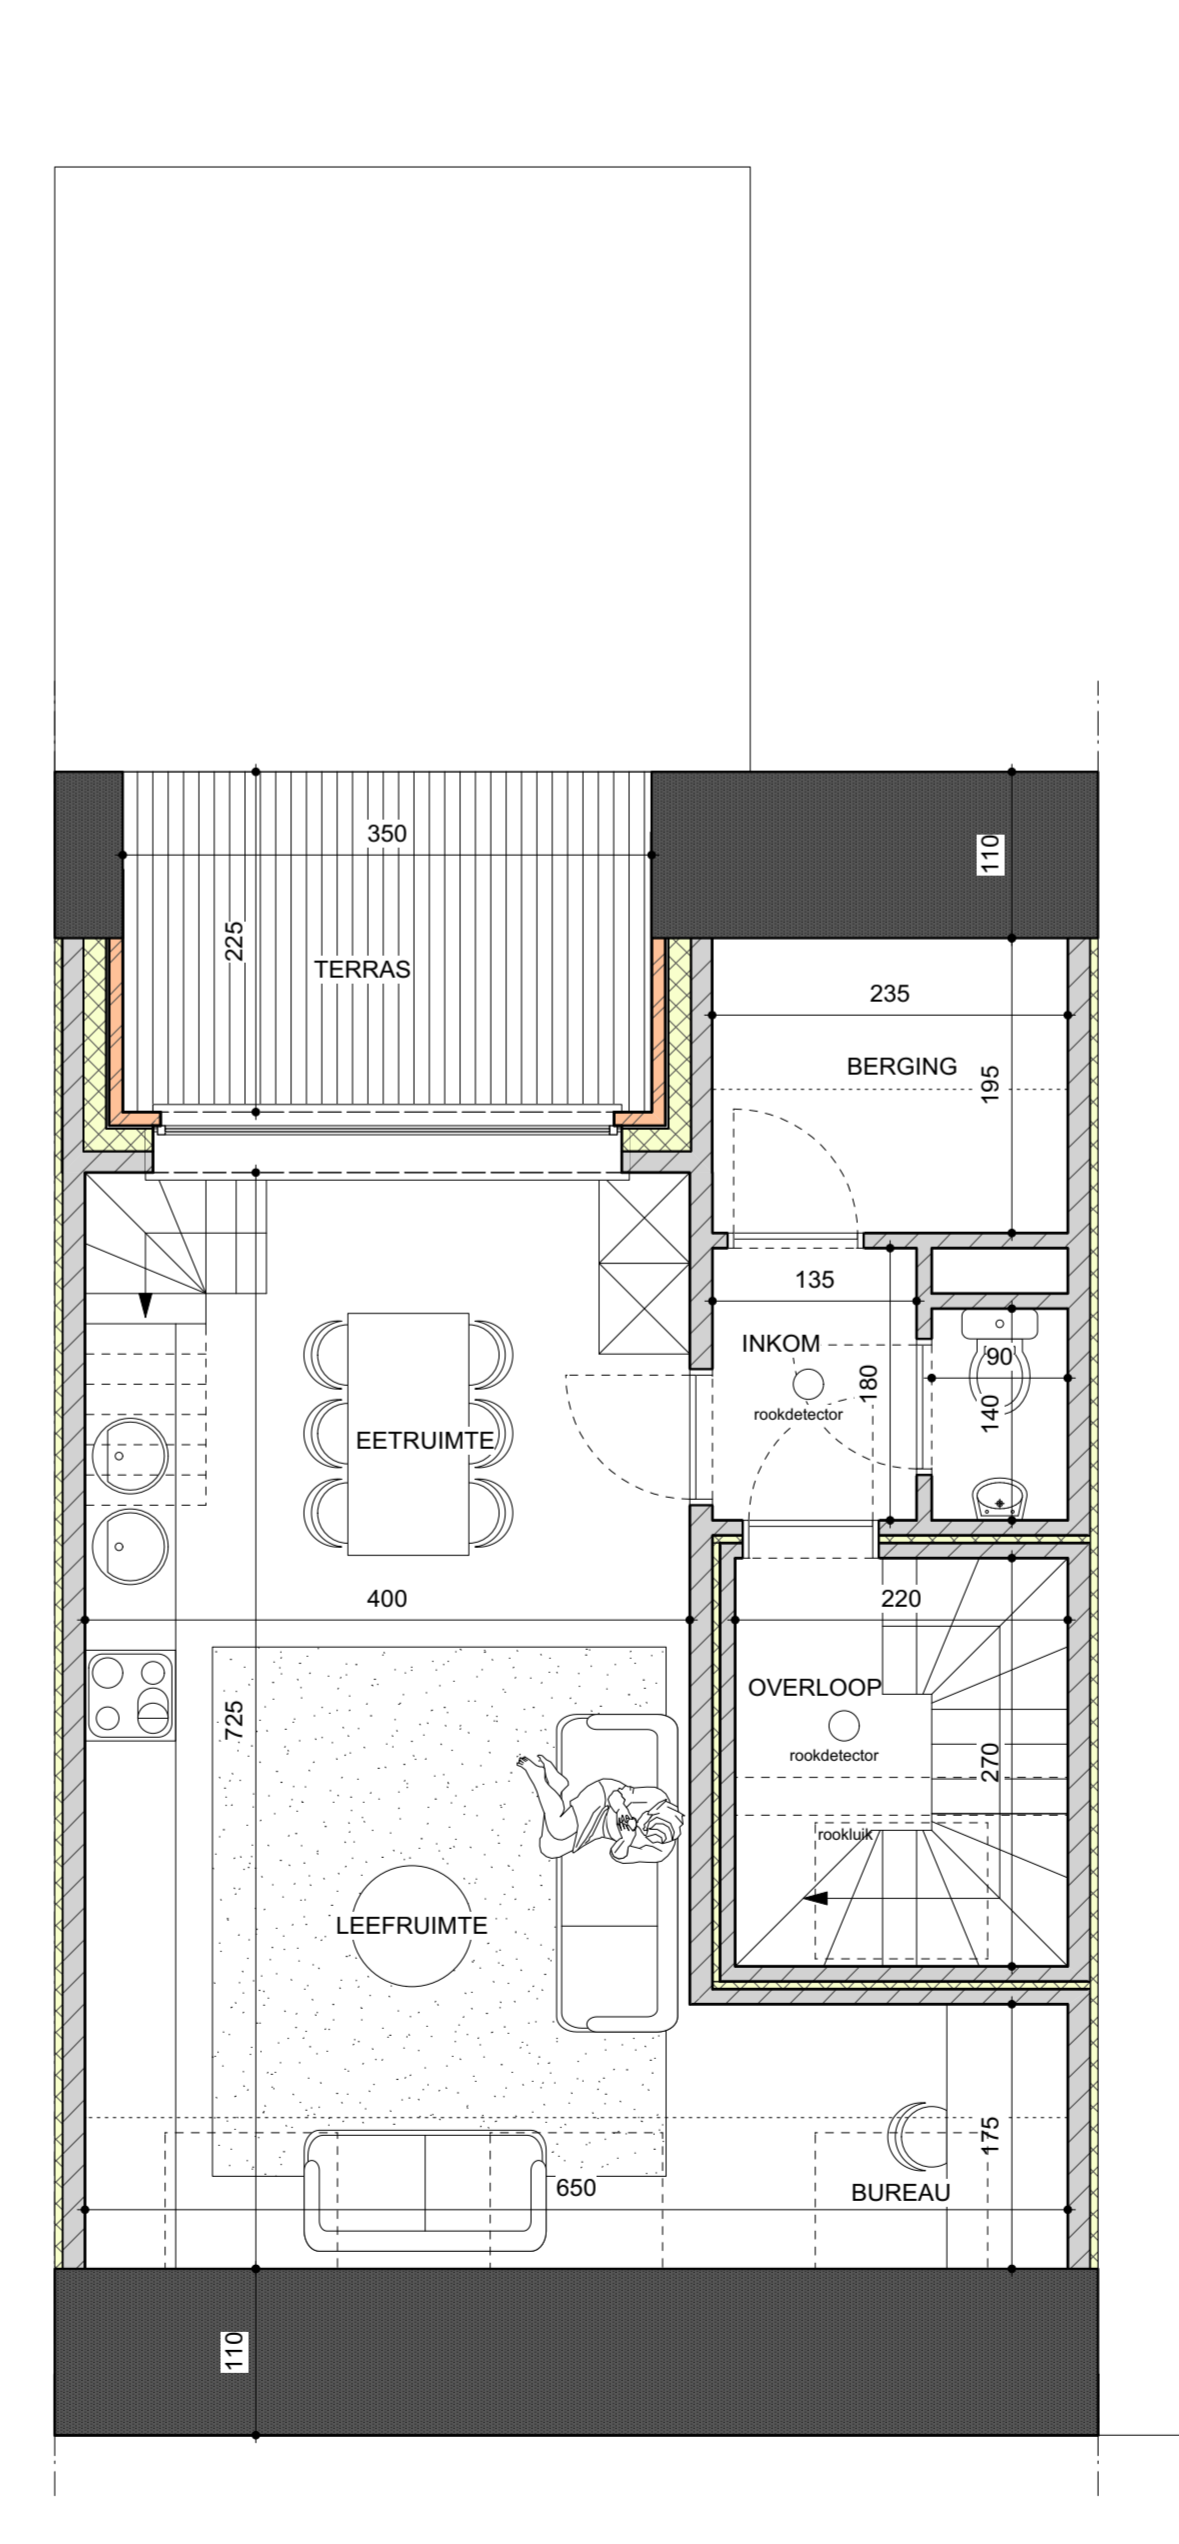 350
110
225
TERRAS
235
BERGING
195
135
INKOM
90
180
140
rookdetector
EETRUIMTE
400
220
OVERLOOP
725
rookdetector
270
rookluik
LEEFRUIMTE
175
650
BUREAU
110